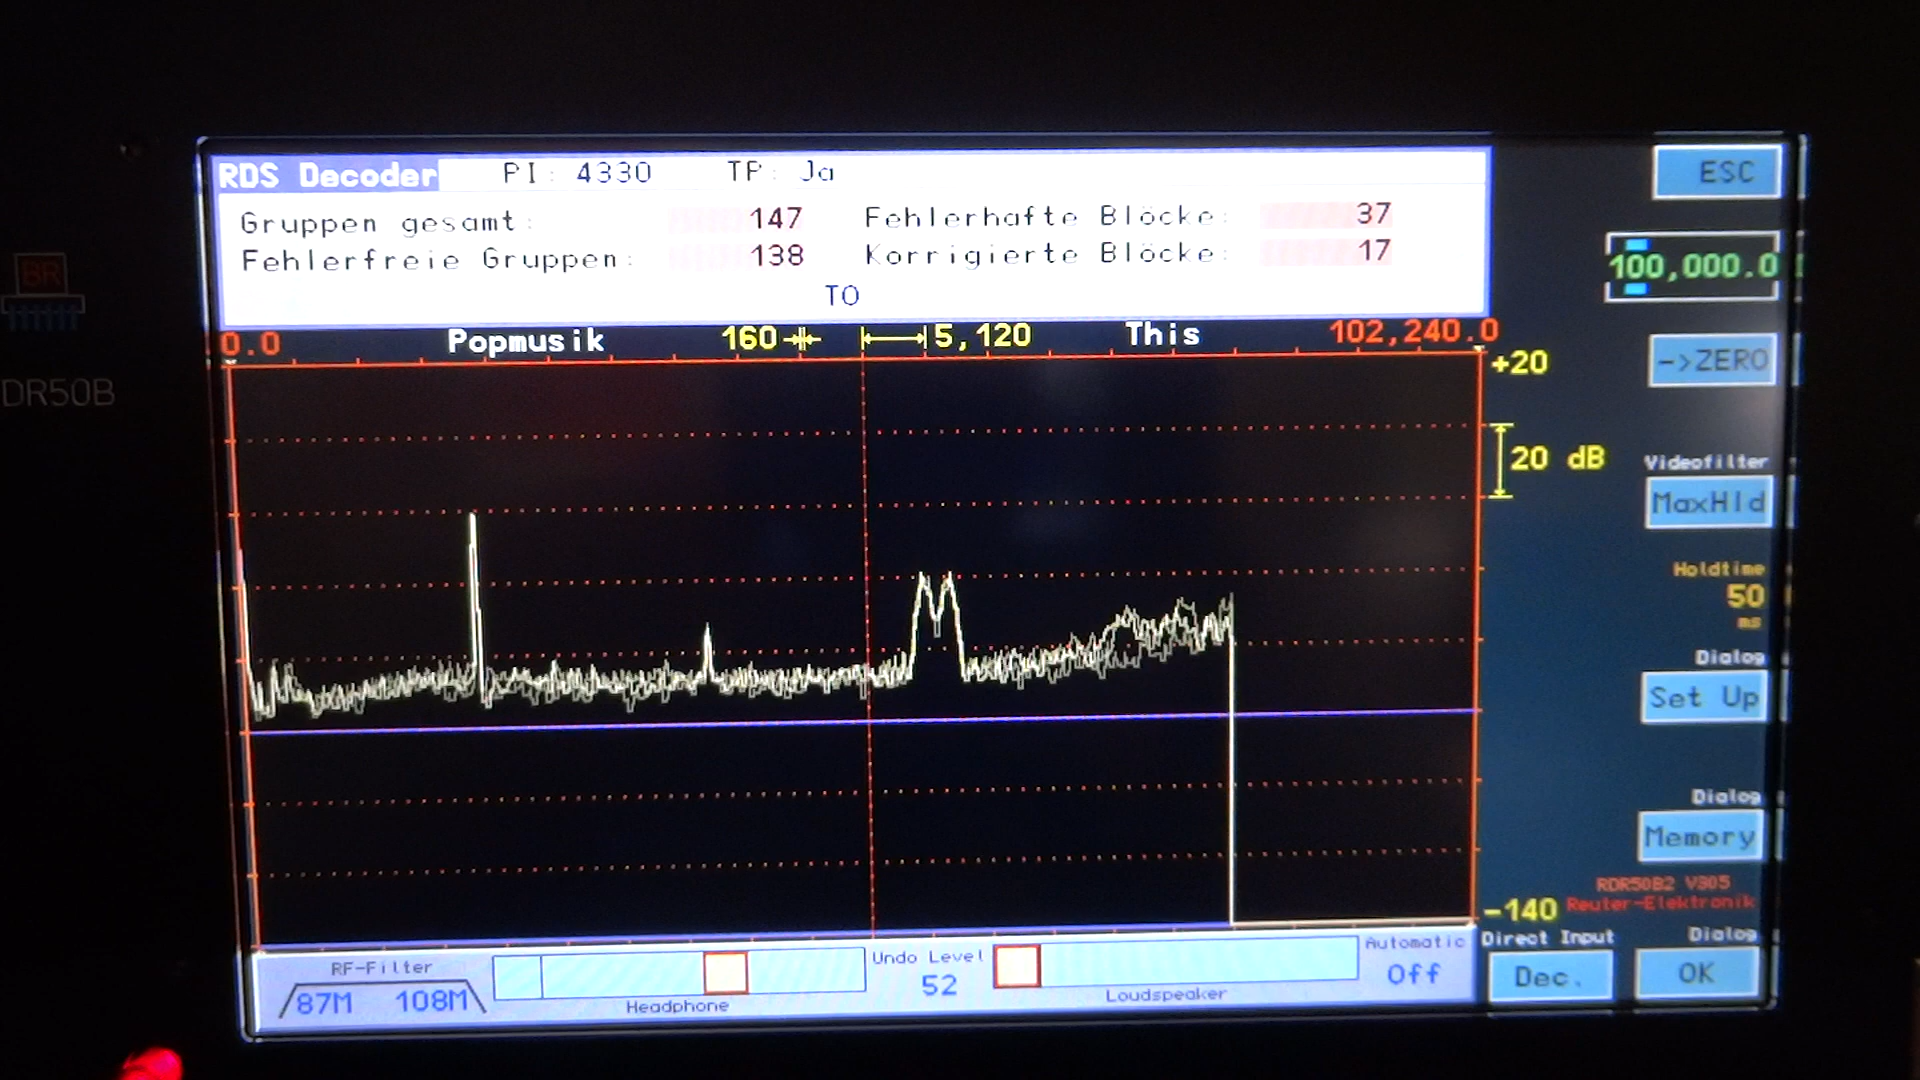 RDS Decoder PI: 4330 TP: Ja
Gruppen gesamt: 147 Fehlerhafte Blöcke: 37
Fehlerfreie Gruppen: 138 Korrigierte Blöcke: 17
TO
0.0 Popmusik 160 5,120 This 102,240.0
+20
20 dB
-140
ESC
100,000.0
->ZERO
Videofilter
MaxHld
Holdtime
50
ms
Dialog
Set Up
Dialog
Memory
RDR50B2 V305
Reuter-Elektronik
Direct Input Dialog
Dec. OK
RF-Filter
87M 108M
Headphone
Undo Level
52
Loudspeaker
Automatic
Off
BR
DR50B